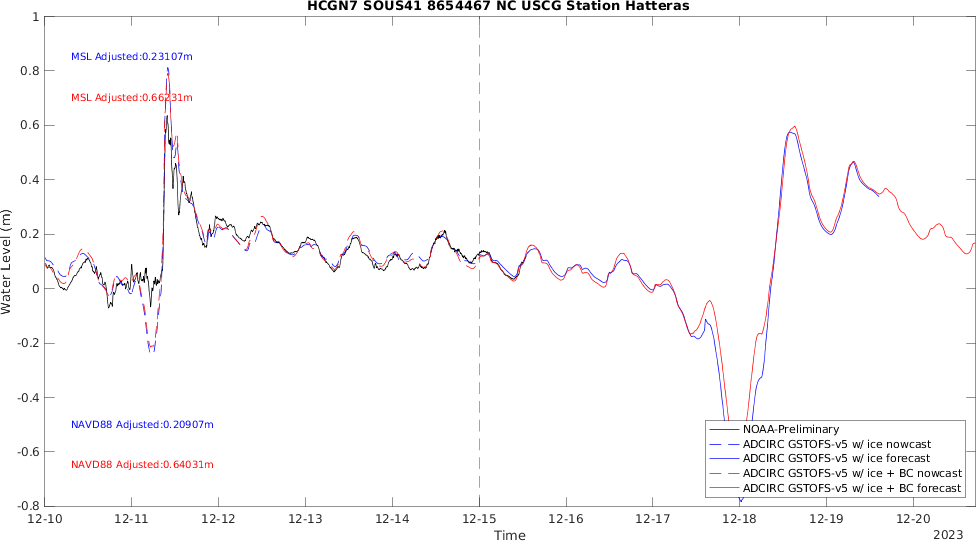 HCGN7 SOUS41 8654467 NC USCG Station Hatteras
1
0.8
0.6
0.4
0.2
0
-0.2
-0.4
-0.6
-0.8
Water Level (m)
MSL Adjusted:0.23107m
MSL Adjusted:0.66231m
NAVD88 Adjusted:0.20907m
NAVD88 Adjusted:0.64031m
NOAA-Preliminary
ADCIRC GSTOFS-v5 w/ ice nowcast
ADCIRC GSTOFS-v5 w/ ice forecast
ADCIRC GSTOFS-v5 w/ ice + BC nowcast
ADCIRC GSTOFS-v5 w/ ice + BC forecast
12-10 12-11 12-12 12-13 12-14 12-15 12-16 12-17 12-18 12-19 12-20
Time
2023